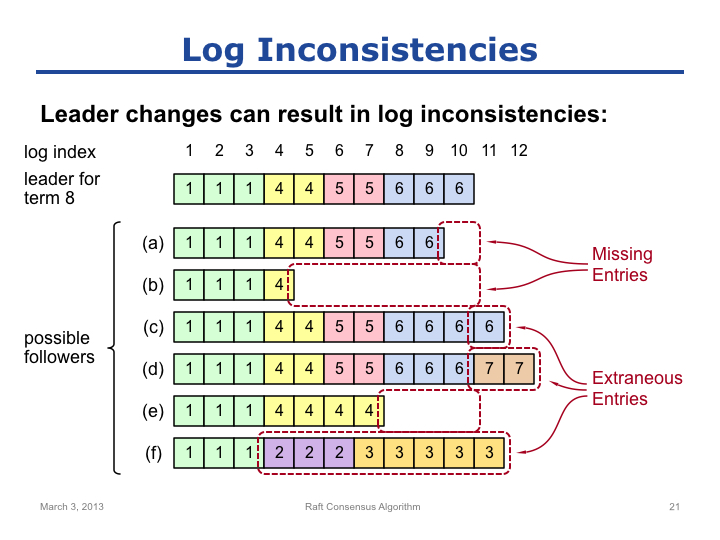 Log Inconsistencies
Leader changes can result in log inconsistencies:
log index 1 2 3 4 5 6 7 8 9 10 11 12
leader for
term 8
1 1 1 4 4 5 5 6 6 6
(a) 1 1 1 4 4 5 5 6 6
(b) 1 1 1 4
(c) 1 1 1 4 4 5 5 6 6 6 6
(d) 1 1 1 4 4 5 5 6 6 6 7 7
(e) 1 1 1 4 4 4 4
(f) 1 1 1 2 2 2 3 3 3 3 3
possible
followers
Missing
Entries
Extraneous
Entries
March 3, 2013 Raft Consensus Algorithm 21